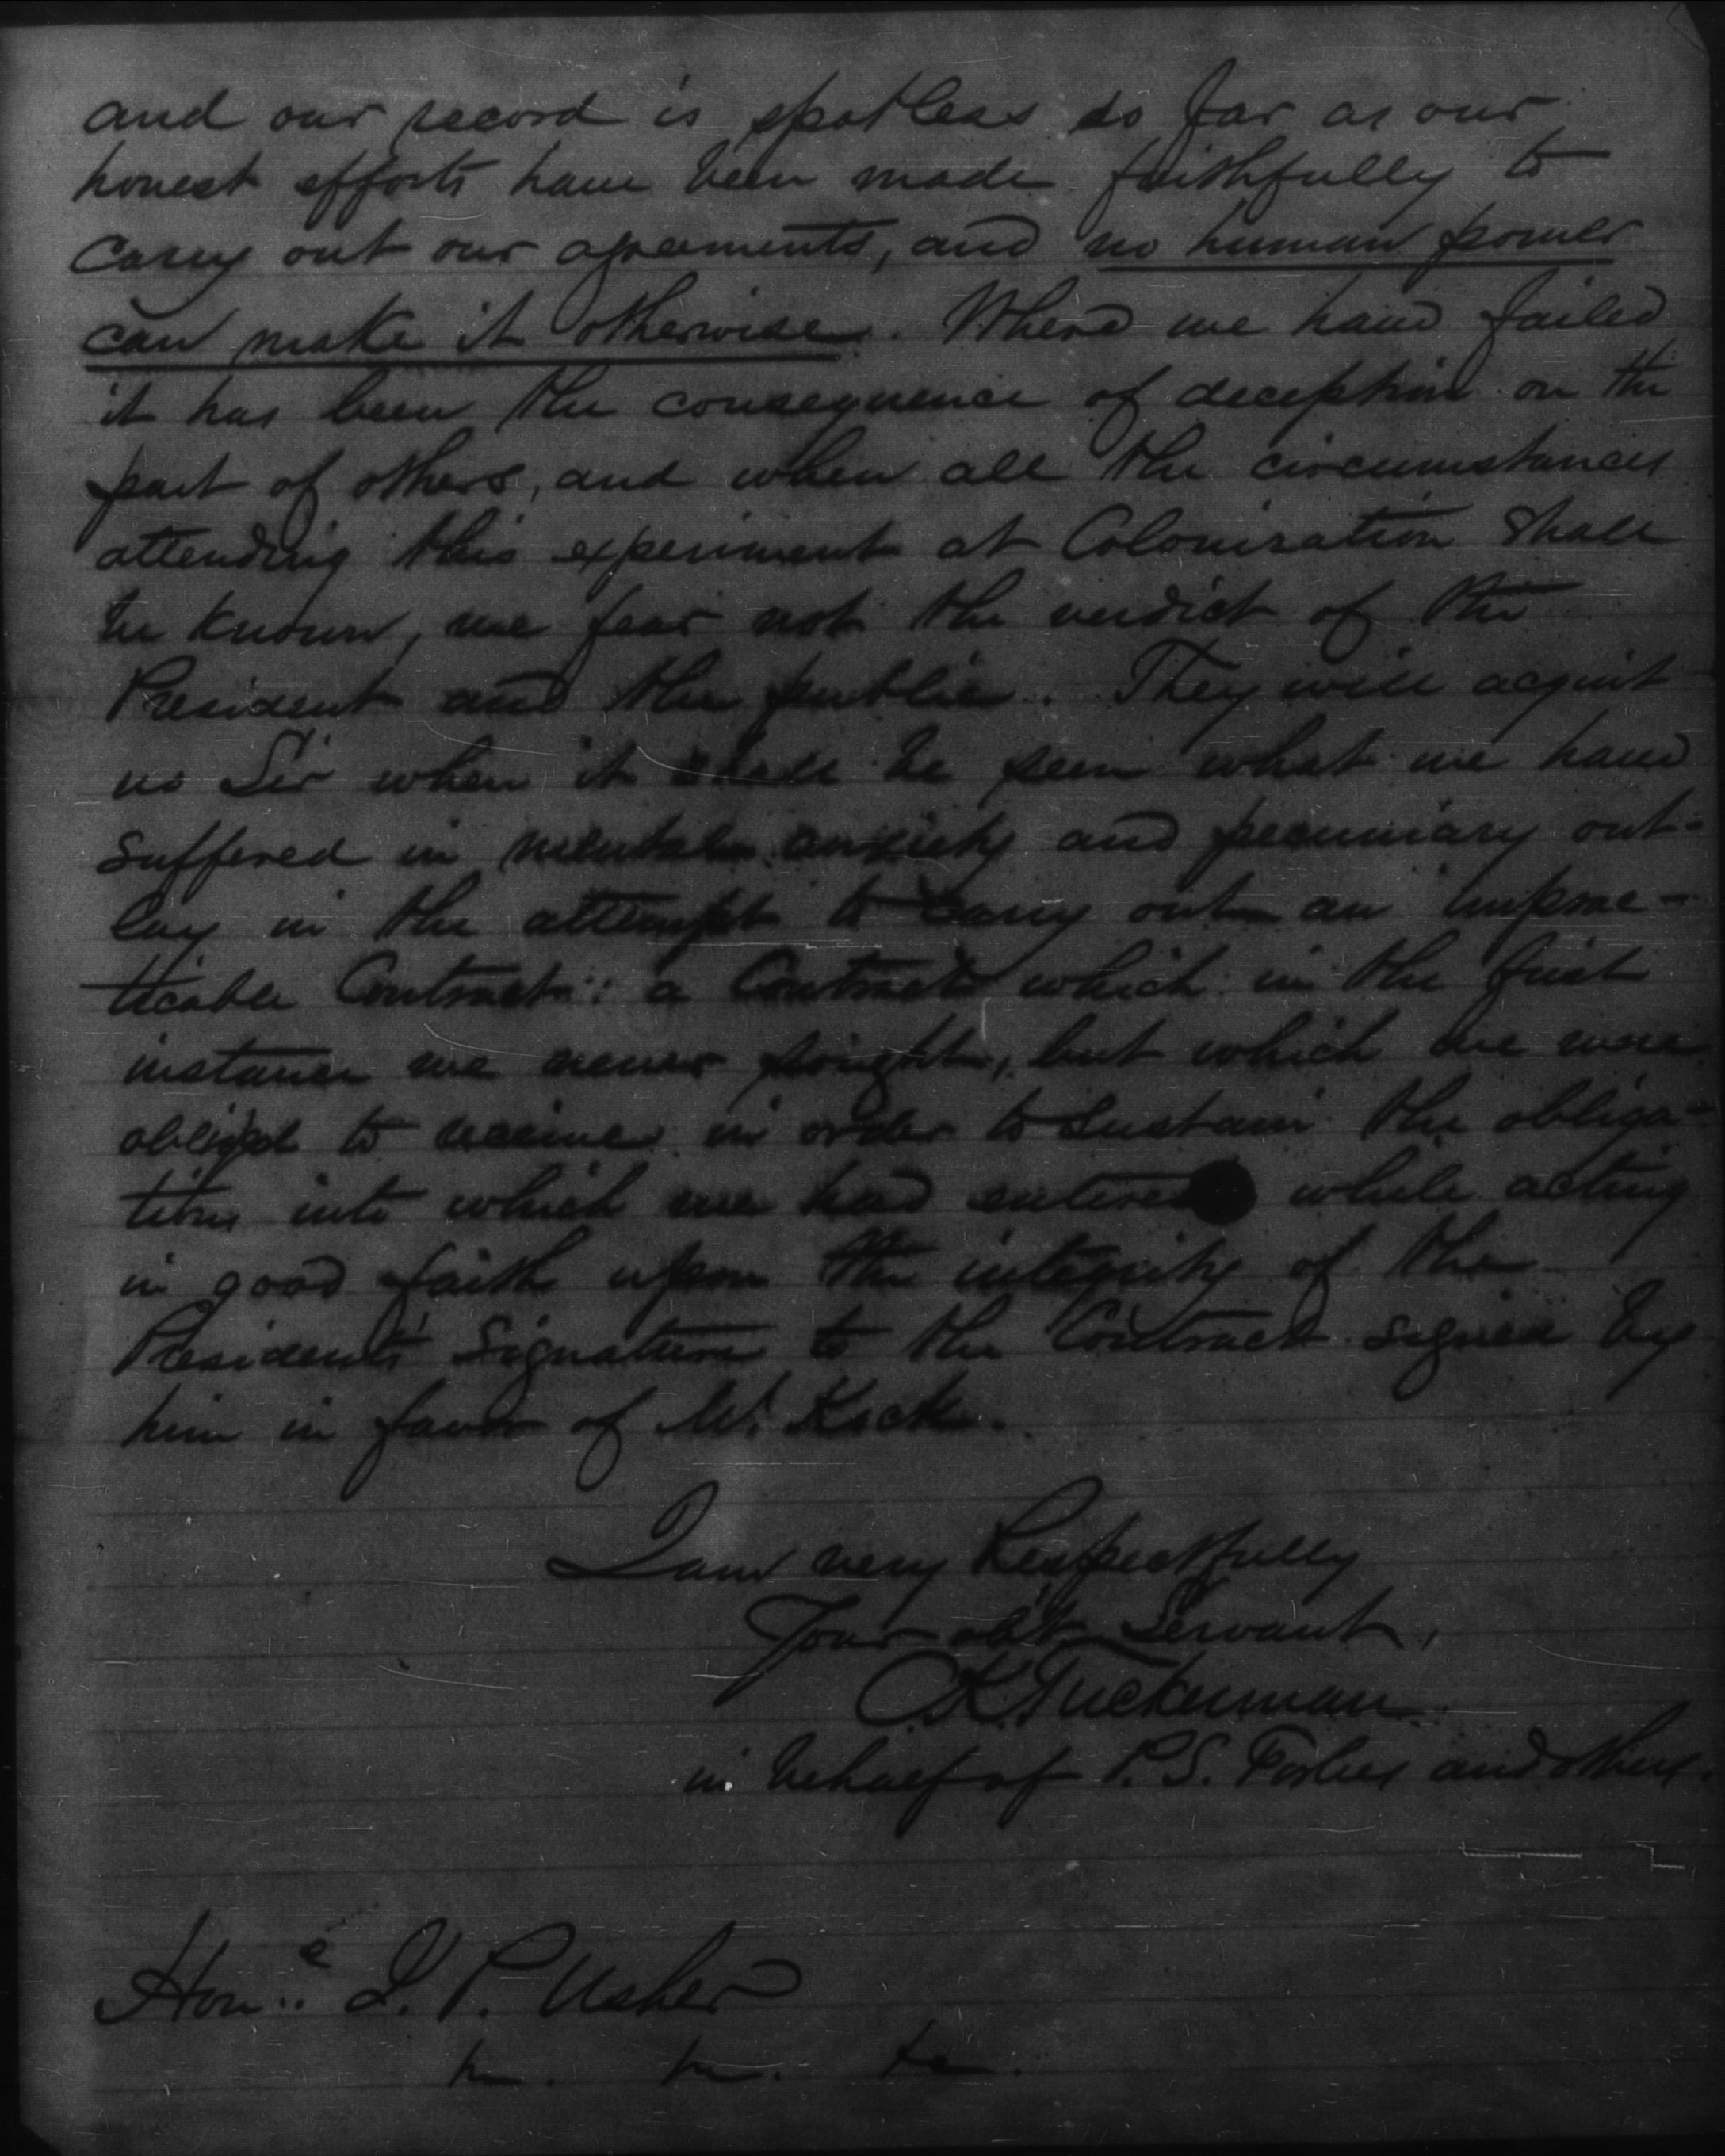 and our record is spotless so far as our
honest efforts have been made faithfully to
carry out our agreements, and no human power
can make it otherwise. Where we have failed
it has been the consequence of deception on the
part of others, and when all the circumstances
attending this experiment at Colonization shall
be known, we fear not the verdict of the
President and the public. They will acquit
us Sir when it shall be seen what we have
suffered in mental anxiety and pecuniary out-
lay in the attempt to carry out an imprac-
ticable Contract: a Contract which in the first
instance we never sought, but which we were
obliged to receive in order to sustain the obliga-
tions into which we had entered while acting
in good faith upon the integrity of the
President's Signature to the Contract signed by
him in favor of Mr. Kock.
I am very Respectfully
Your obt Servant,
C.K. Tuckerman
in behalf of P.S. Forbes and others.
Honle J. P. Usher
&c. &c. &c.